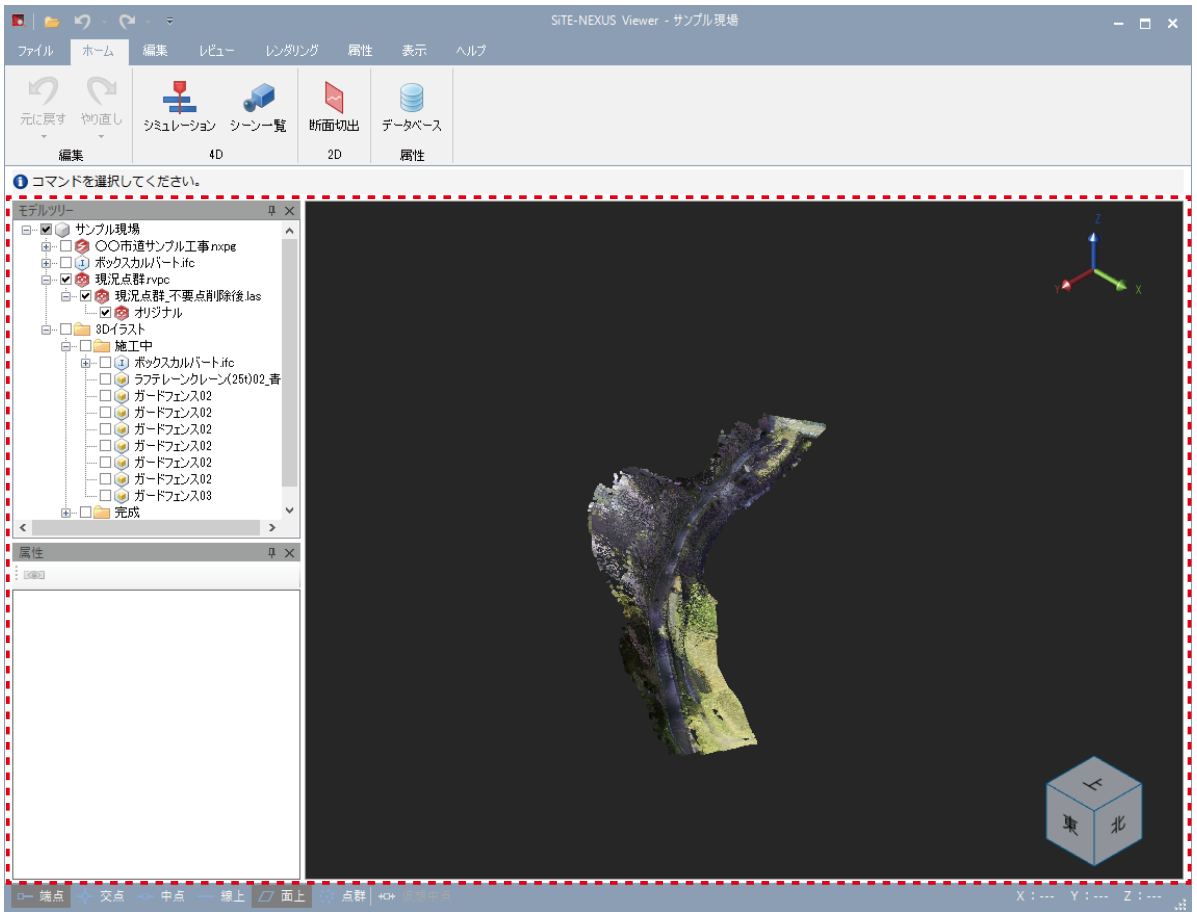 SiTE-NEXUS Viewer - サンプル現場
ファイル ホーム 編集 レビュー レンダリング 属性 表示 ヘルプ
元に戻す やり直し シミュレーション シーン一覧 断面切出 データベース
編集 4D 2D 属性
コマンドを選択してください。
モデルツリー
サンプル現場
〇〇市道サンプル工事.nxpg
ボックスカルバート.ifc
現況点群.rvpc
現況点群_不要点削除後.las
オリジナル
3Dイラスト
施工中
ボックスカルバート.ifc
ラフテレーンクレーン(25t)02_青
ガードフェンス02
ガードフェンス02
ガードフェンス02
ガードフェンス02
ガードフェンス02
ガードフェンス02
ガードフェンス03
完成
属性
Z
Y X
上
東 北
端点 交点 中点 線上 面上 点群 仮想中点 X : --- Y : --- Z : ---